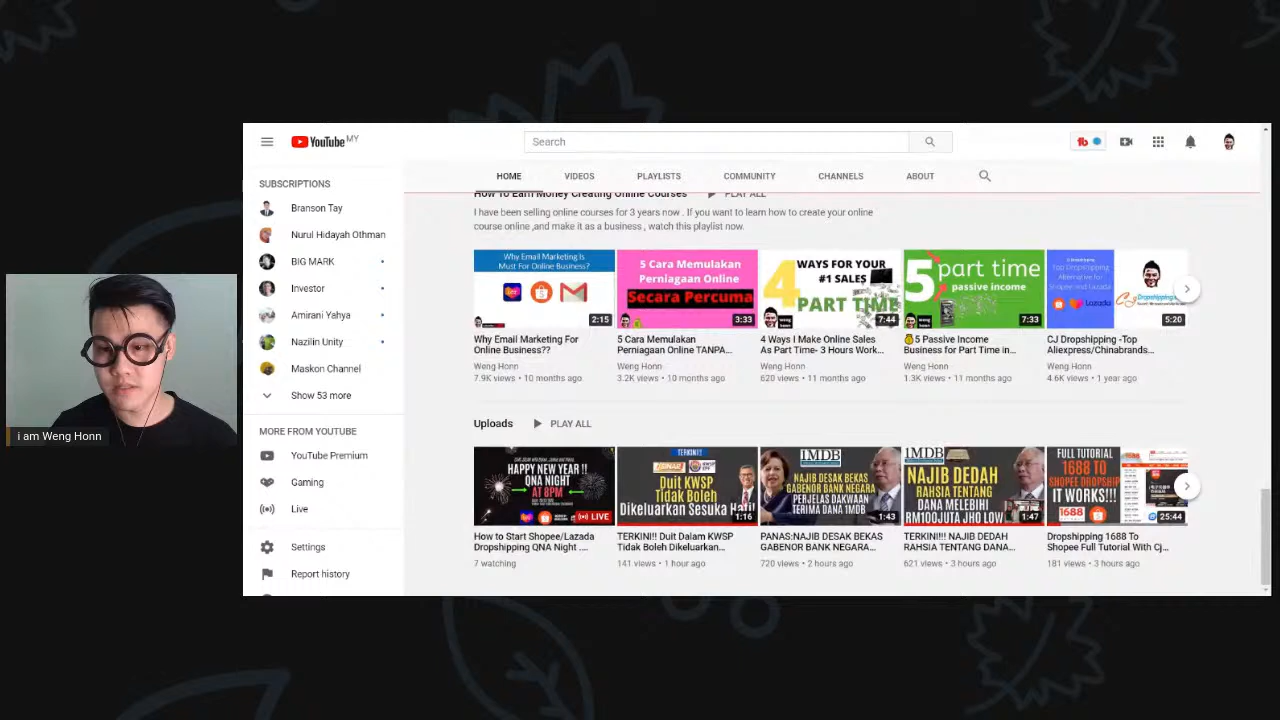 YouTube MY
Search
SUBSCRIPTIONS
Branson Tay
Nurul Hidayah Othman
BIG MARK
Investor
Amirani Yahya
Nazilin Unity
Maskon Channel
Show 53 more
MORE FROM YOUTUBE
YouTube Premium
Gaming
Live
Settings
Report history
HOME
VIDEOS
PLAYLISTS
COMMUNITY
CHANNELS
ABOUT
How To Earn Money Creating Online Courses
PLAY ALL
I have been selling online courses for 3 years now . If you want to learn how to create your online
course online ,and make it as a business , watch this playlist now.
Why Email Marketing Is
Must For Online Business?
2:15
Why Email Marketing For
Online Business??
Weng Honn
7.9K views • 10 months ago
5 Cara Memulakan
Perniagaan Online
Secara Percuma
3:33
5 Cara Memulakan
Perniagaan Online TANPA...
Weng Honn
3.2K views • 10 months ago
4 WAYS FOR YOUR
#1 SALES
PART TIME
7:44
4 Ways I Make Online Sales
As Part Time- 3 Hours Work...
Weng Honn
620 views • 11 months ago
5 part time
passive income
7:33
💰5 Passive Income
Business for Part Time in...
Weng Honn
1.3K views • 11 months ago
Top Dropshipping
Alternative for
Shopee and Lazada
5:20
CJ Dropshipping -Top
Aliexpress/Chinabrands...
Weng Honn
4.6K views • 1 year ago
Uploads
PLAY ALL
HAPPY NEW YEAR !!
QNA NIGHT
AT 8PM
LIVE
How to Start Shopee/Lazada
Dropshipping QNA Night ....
7 watching
TERKINI!!
Duit KWSP
Tidak Boleh
Dikeluarkan Sesuka Hati!
1:16
TERKINI!! Duit Dalam KWSP
Tidak Boleh Dikeluarkan...
141 views • 1 hour ago
1MDB
NAJIB DESAK BEKAS
GABENOR BANK NEGARA
PERJELAS DAKWAAN
TERIMA DANA 1MDB
1:43
PANAS:NAJIB DESAK BEKAS
GABENOR BANK NEGARA...
720 views • 2 hours ago
1MDB
NAJIB DEDAH
RAHSIA TENTANG
DANA MELEBIHI
RM100JUTA JHO LOW
1:47
TERKINI!! NAJIB DEDAH
RAHSIA TENTANG DANA...
621 views • 3 hours ago
FULL TUTORIAL
1688 TO
SHOPEE DROPSHIP
IT WORKS!!!
1688
25:44
Dropshipping 1688 To
Shopee Full Tutorial With Cj...
181 views • 3 hours ago
i am Weng Honn